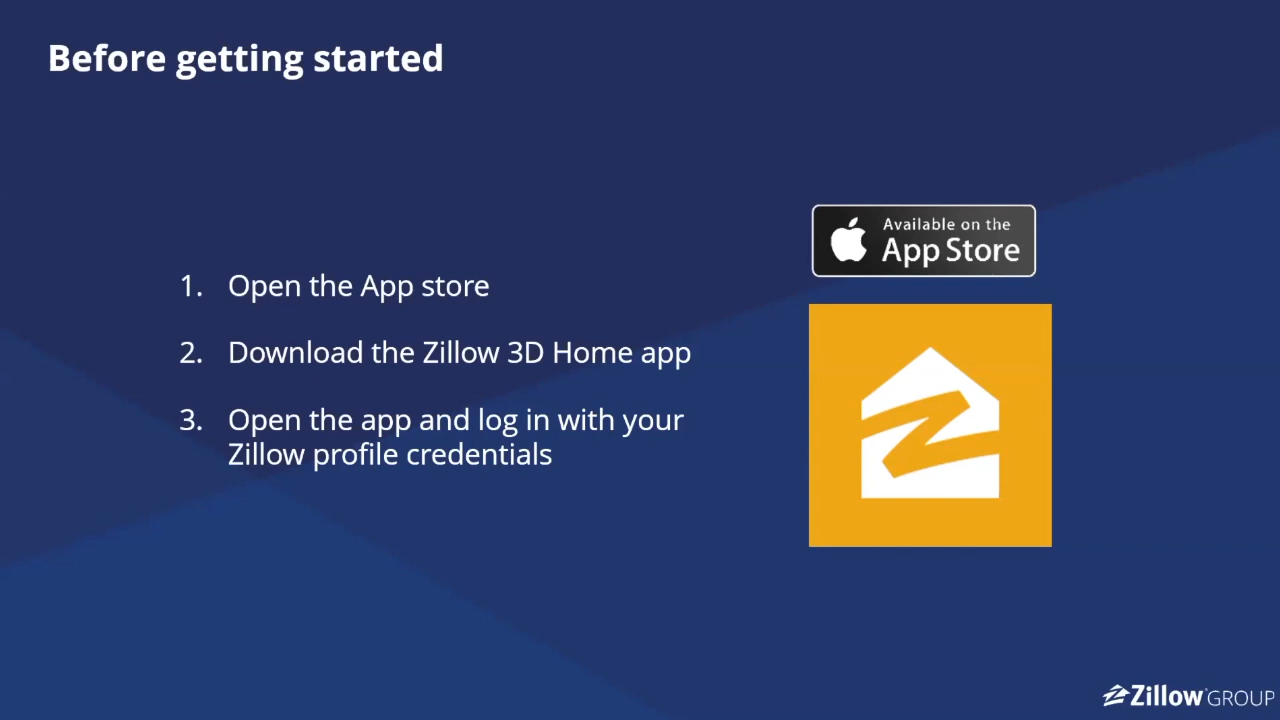 Before getting started
Available on the
App Store
1. Open the App store
2. Download the Zillow 3D Home app
3. Open the app and log in with your
Zillow profile credentials
Zillow GROUP